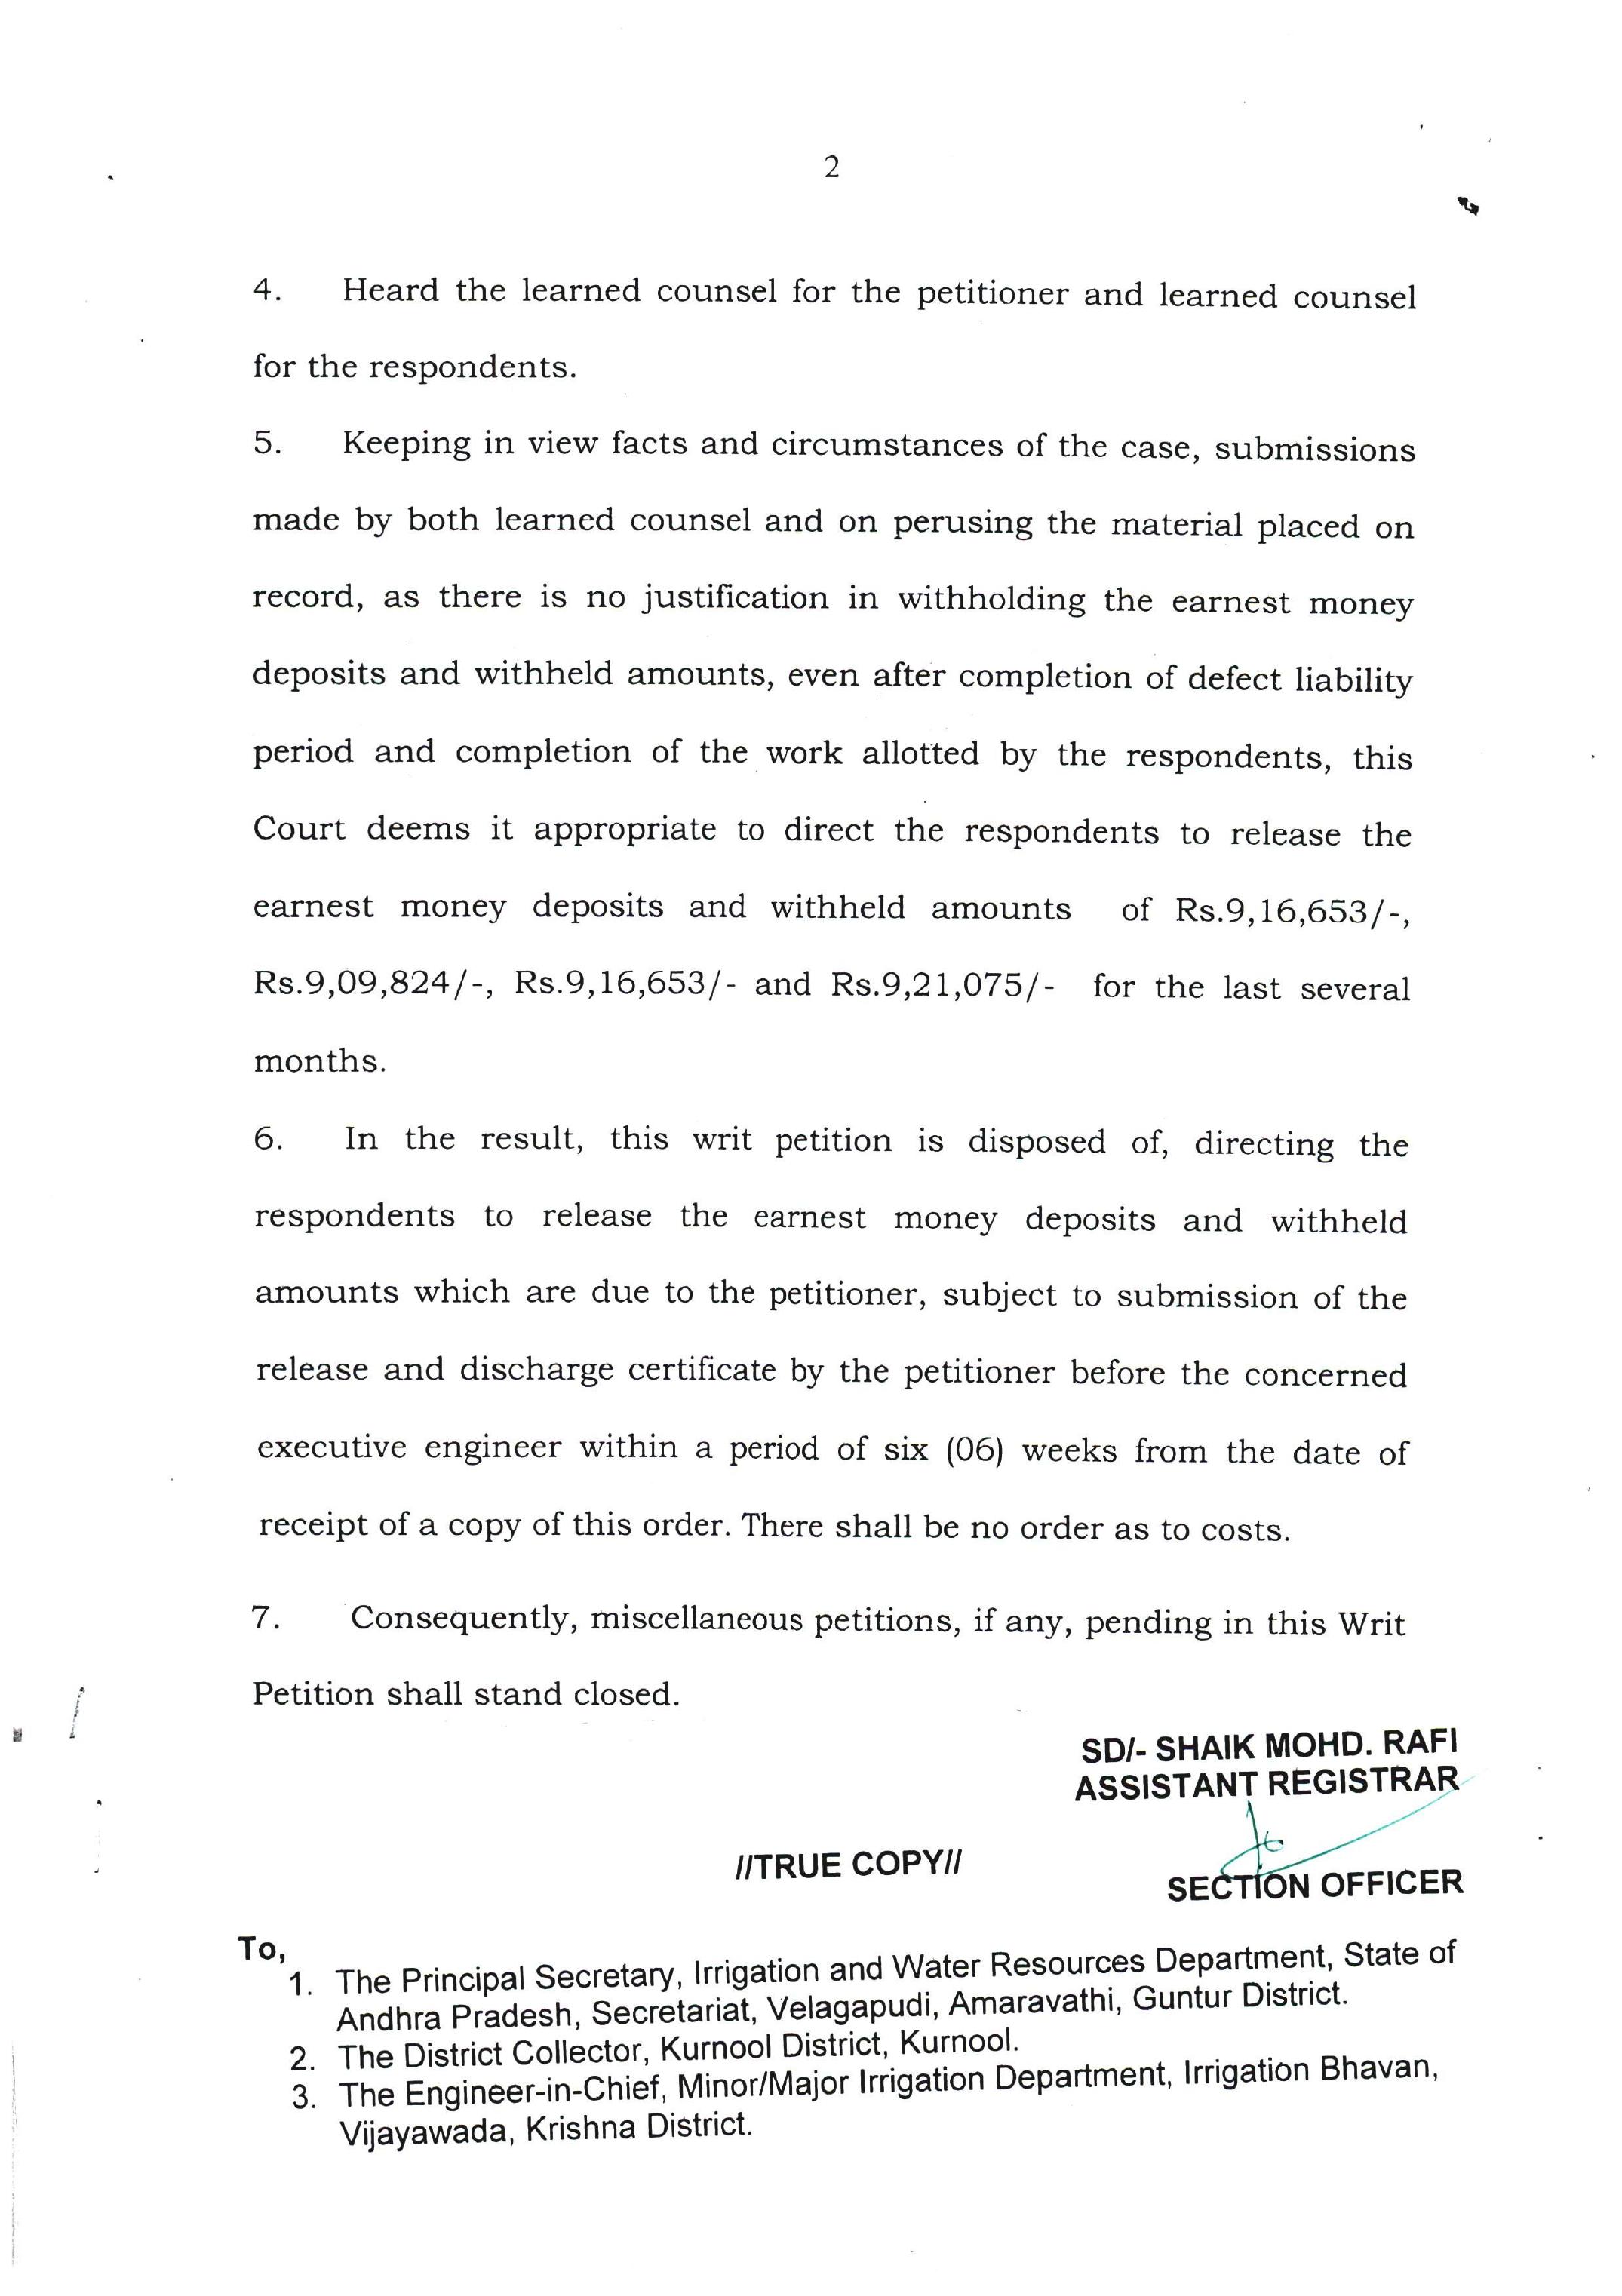 2
4. Heard the learned counsel for the petitioner and learned counsel
for the respondents.
5. Keeping in view facts and circumstances of the case, submissions
made by both learned counsel and on perusing the material placed on
record, as there is no justification in withholding the earnest money
deposits and withheld amounts, even after completion of defect liability
period and completion of the work allotted by the respondents, this
Court deems it appropriate to direct the respondents to release the
earnest money deposits and withheld amounts of Rs.9,16,653/-,
Rs.9,09,824/-, Rs.9,16,653/- and Rs.9,21,075/- for the last several
months.
6. In the result, this writ petition is disposed of, directing the
respondents to release the earnest money deposits and withheld
amounts which are due to the petitioner, subject to submission of the
release and discharge certificate by the petitioner before the concerned
executive engineer within a period of six (06) weeks from the date of
receipt of a copy of this order. There shall be no order as to costs.
7. Consequently, miscellaneous petitions, if any, pending in this Writ
Petition shall stand closed.
SD/- SHAIK MOHD. RAFI
ASSISTANT REGISTRAR
//TRUE COPY//
SECTION OFFICER
To,
1. The Principal Secretary, Irrigation and Water Resources Department, State of
Andhra Pradesh, Secretariat, Velagapudi, Amaravathi, Guntur District.
2. The District Collector, Kurnool District, Kurnool.
3. The Engineer-in-Chief, Minor/Major Irrigation Department, Irrigation Bhavan,
Vijayawada, Krishna District.